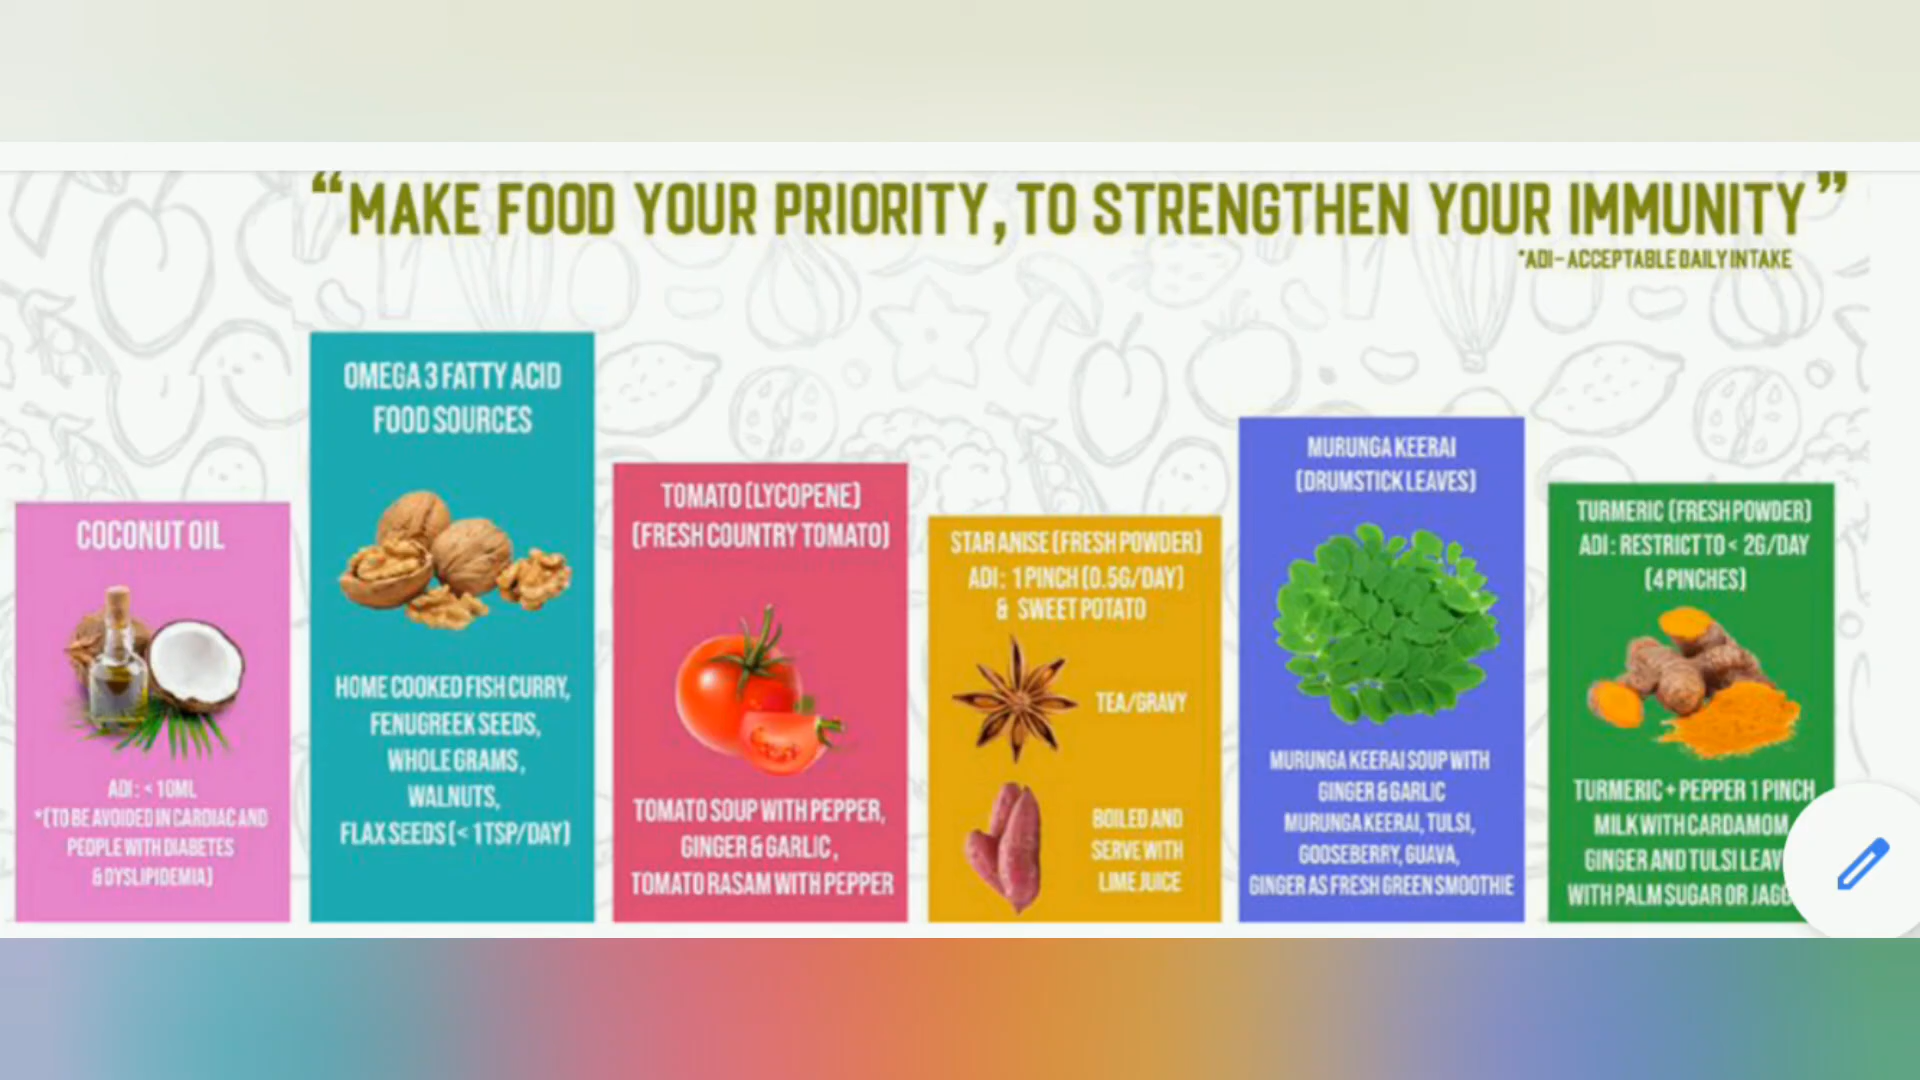 “MAKE FOOD YOUR PRIORITY, TO STRENGTHEN YOUR IMMUNITY”
*ADI- ACCEPTABLE DAILY INTAKE
COCONUT OIL
ADI: < 10ML
*(TO BE AVOIDED IN CARDIAC AND
PEOPLE WITH DIABETES
& DYSLIPIDEMIA)
OMEGA 3 FATTY ACID
FOOD SOURCES
HOME COOKED FISH CURRY,
FENUGREEK SEEDS,
WHOLE GRAMS,
WALNUTS,
FLAX SEEDS (< 1TSP/DAY)
TOMATO (LYCOPENE)
(FRESH COUNTRY TOMATO)
TOMATO SOUP WITH PEPPER,
GINGER & GARLIC,
TOMATO RASAM WITH PEPPER
STAR ANISE (FRESH POWDER)
ADI: 1 PINCH (0.5G/DAY)
& SWEET POTATO
TEA/GRAVY
BOILED AND
SERVE WITH
LIME JUICE
MURUNGA KEERAI
(DRUMSTICK LEAVES)
MURUNGA KEERAI SOUP WITH
GINGER & GARLIC
MURUNGA KEERAI, TULSI,
GOOSEBERRY, GUAVA,
GINGER AS FRESH GREEN SMOOTHIE
TURMERIC (FRESH POWDER)
ADI: RESTRICT TO < 2G/DAY
(4 PINCHES)
TURMERIC + PEPPER 1 PINCH
MILK WITH CARDAMOM
GINGER AND TULSI
WITH PALM SUGAR OR